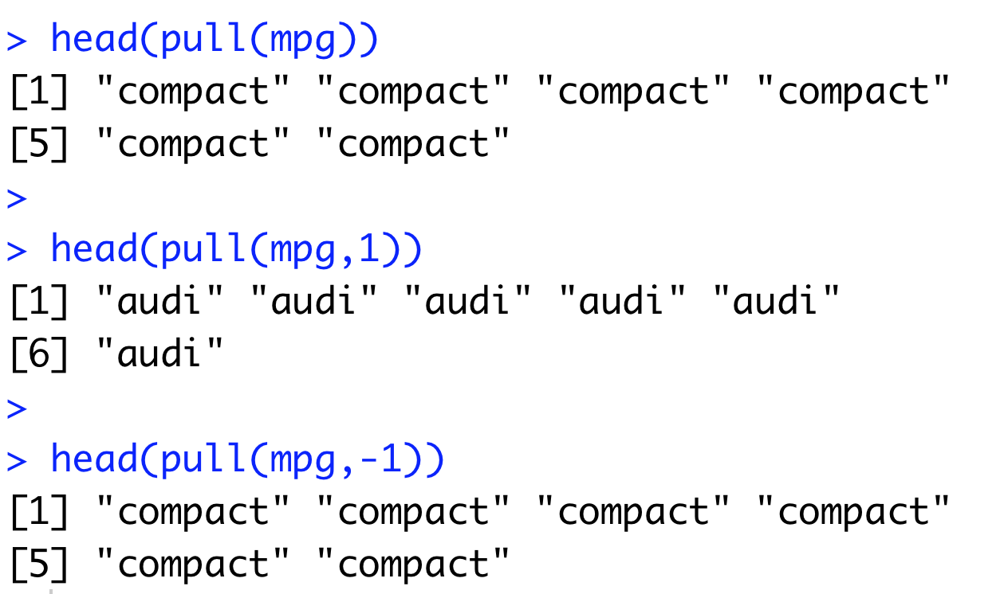 > head(pull(mpg))
[1] "compact" "compact" "compact" "compact"
[5] "compact" "compact"
>
> head(pull(mpg,1))
[1] "audi" "audi" "audi" "audi" "audi"
[6] "audi"
>
> head(pull(mpg,-1))
[1] "compact" "compact" "compact" "compact"
[5] "compact" "compact"